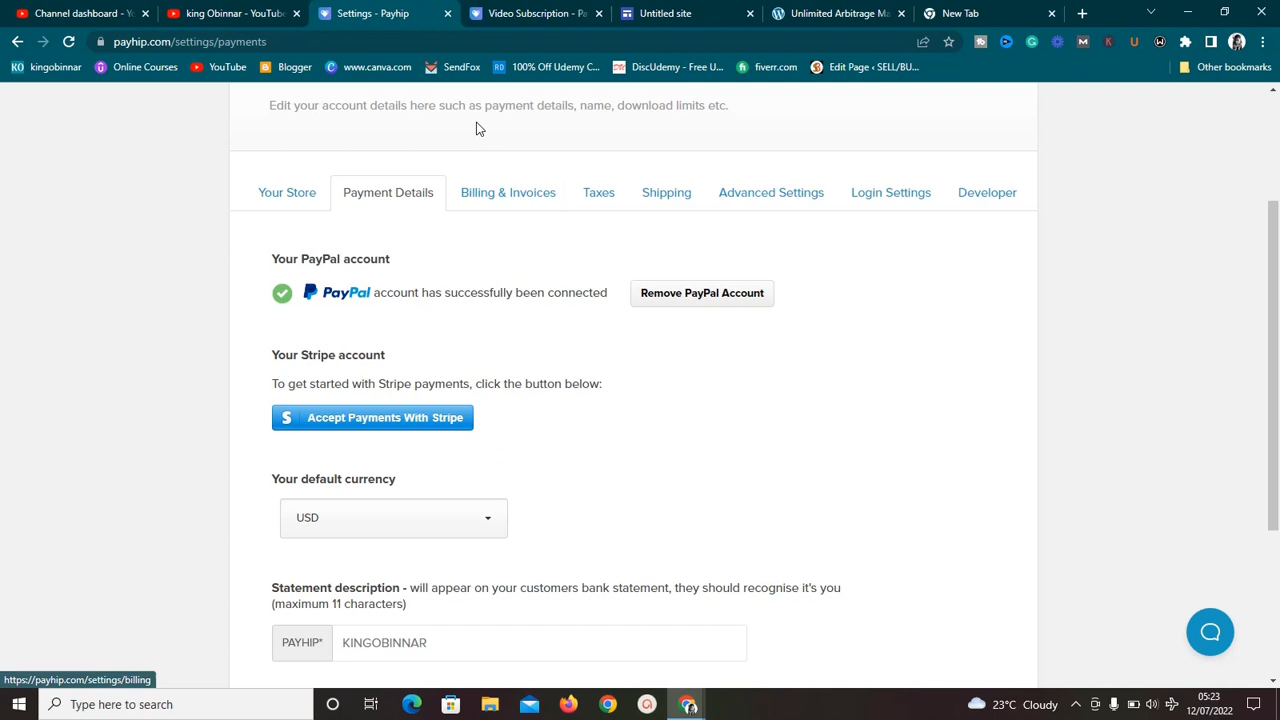 Channel dashboard - Yo
king Obinnar - YouTube
Settings - Payhip
Video Subscription - Pa
Untitled site
Unlimited Arbitrage Ma
New Tab
payhip.com/settings/payments
kingobinnar
Online Courses
YouTube
Blogger
www.canva.com
SendFox
100% Off Udemy C...
DiscUdemy - Free U...
fiverr.com
Edit Page ‹ SELL/BU...
Other bookmarks
Edit your account details here such as payment details, name, download limits etc.
Your Store
Payment Details
Billing & Invoices
Taxes
Shipping
Advanced Settings
Login Settings
Developer
Your PayPal account
PayPal account has successfully been connected
Remove PayPal Account
Your Stripe account
To get started with Stripe payments, click the button below:
S Accept Payments With Stripe
Your default currency
USD
Statement description - will appear on your customers bank statement, they should recognise it's you
(maximum 11 characters)
PAYHIP* KINGOBINNAR
https://payhip.com/settings/billing
Type here to search
23°C Cloudy
05:23
12/07/2022